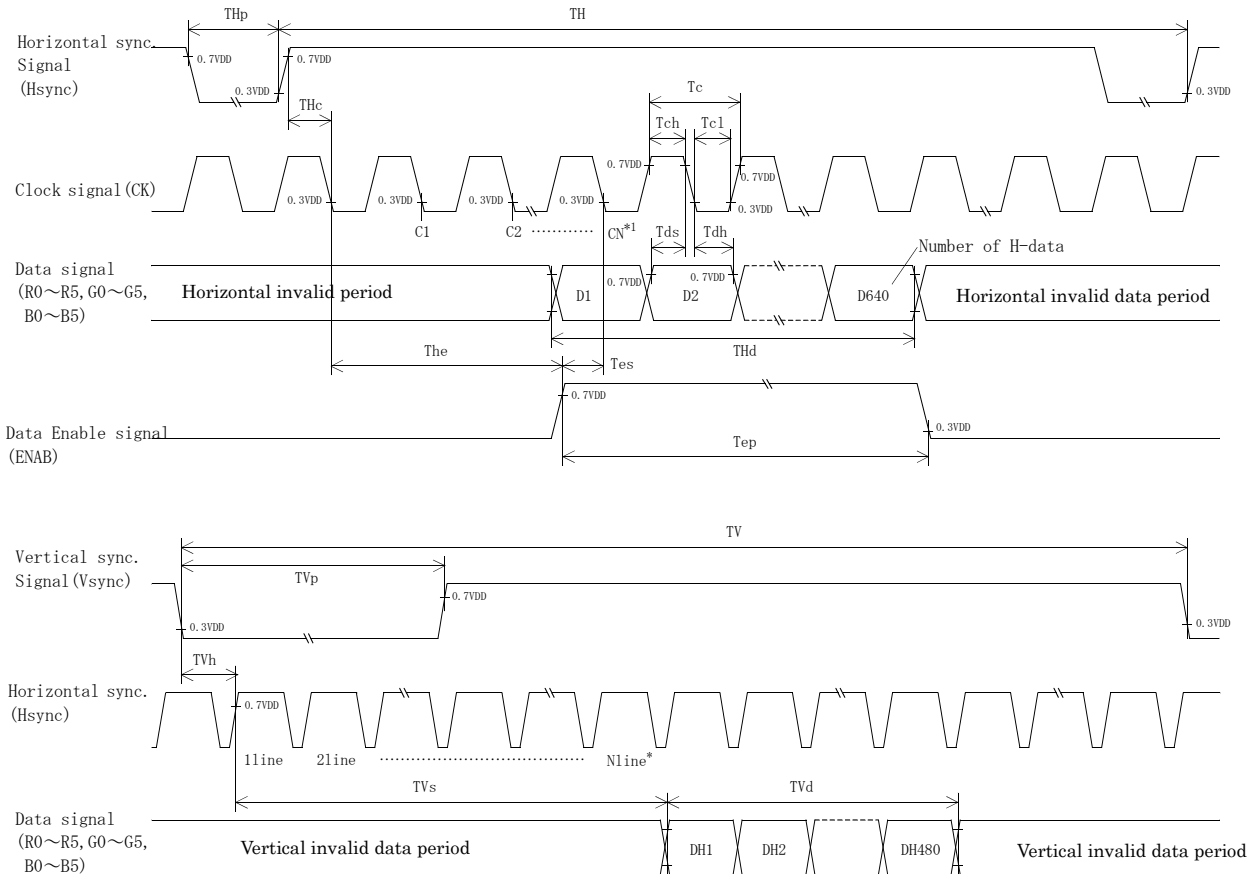 THp
TH
Horizontal sync.
Signal
(Hsync)
0.7VDD
0.7VDD
0.3VDD
0.3VDD
THc
Tc
Tch
Tcl
Clock signal(CK)
0.7VDD
0.7VDD
0.3VDD
0.3VDD
0.3VDD
0.3VDD
0.3VDD
C1
C2 ············ CN*1
Tds
Tdh
Number of H-data
Data signal
(R0～R5,G0～G5,
B0～B5)
Horizontal invalid period
0.7VDD
0.7VDD
D1
D2
D640
Horizontal invalid data period
THd
The
Tes
0.7VDD
Data Enable signal
(ENAB)
0.3VDD
Tep
TV
Vertical sync.
Signal(Vsync)
TVp
0.7VDD
0.3VDD
0.3VDD
TVh
Horizontal sync.
(Hsync)
0.7VDD
1line 2line ········································ Nline*
TVs
TVd
Data signal
(R0～R5,G0～G5,
B0～B5)
Vertical invalid data period
DH1
DH2
DH480
Vertical invalid data period